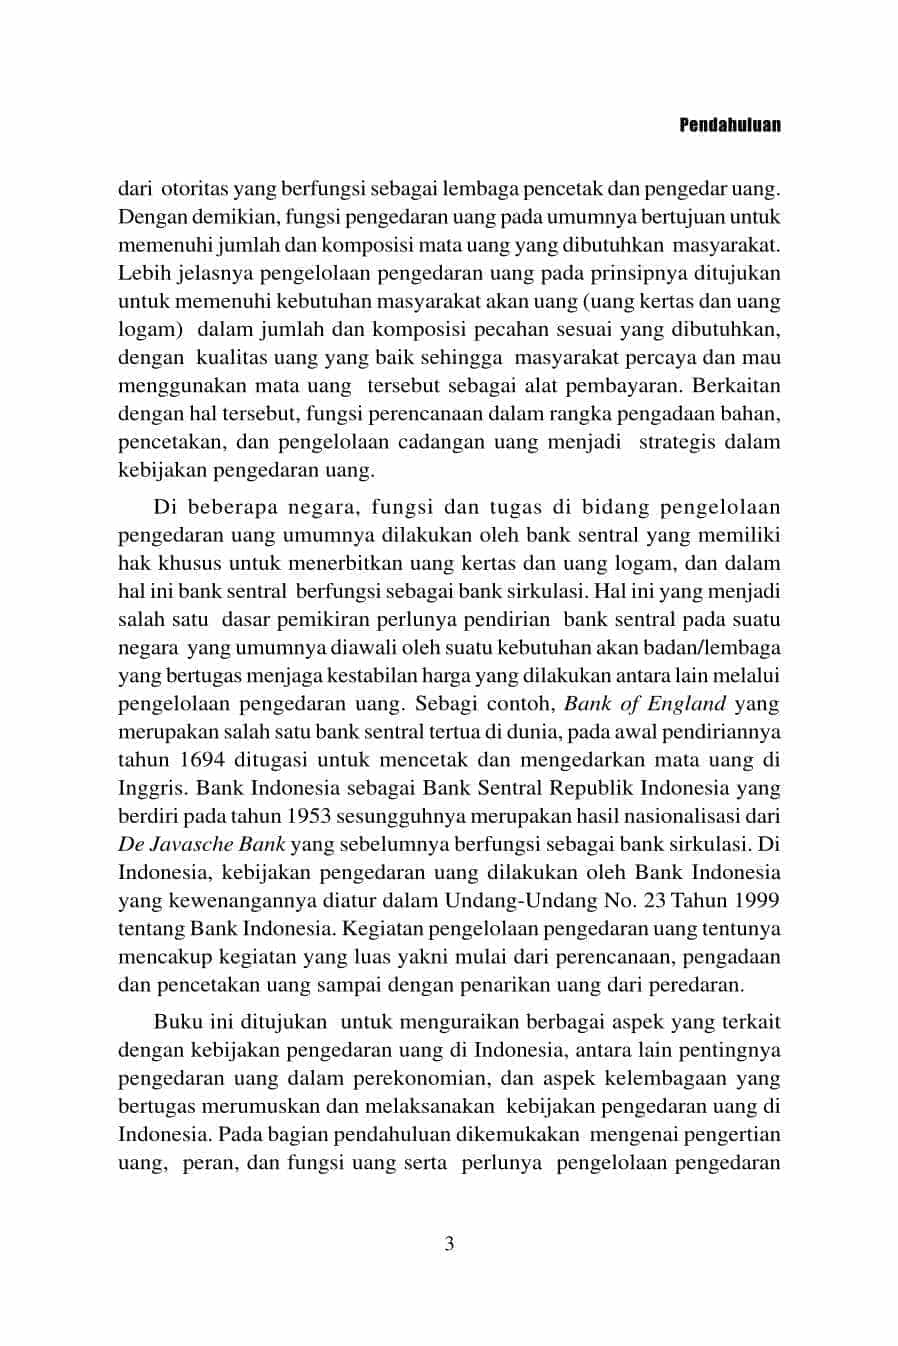 Pendahuluan
dari otoritas yang berfungsi sebagai lembaga pencetak dan pengedar uang.
Dengan demikian, fungsi pengedaran uang pada umumnya bertujuan untuk
memenuhi jumlah dan komposisi mata uang yang dibutuhkan masyarakat.
Lebih jelasnya pengelolaan pengedaran uang pada prinsipnya ditujukan
untuk memenuhi kebutuhan masyarakat akan uang (uang kertas dan uang
logam) dalam jumlah dan komposisi pecahan sesuai yang dibutuhkan,
dengan kualitas uang yang baik sehingga masyarakat percaya dan mau
menggunakan mata uang tersebut sebagai alat pembayaran. Berkaitan
dengan hal tersebut, fungsi perencanaan dalam rangka pengadaan bahan,
pencetakan, dan pengelolaan cadangan uang menjadi strategis dalam
kebijakan pengedaran uang.
Di beberapa negara, fungsi dan tugas di bidang pengelolaan
pengedaran uang umumnya dilakukan oleh bank sentral yang memiliki
hak khusus untuk menerbitkan uang kertas dan uang logam, dan dalam
hal ini bank sentral berfungsi sebagai bank sirkulasi. Hal ini yang menjadi
salah satu dasar pemikiran perlunya pendirian bank sentral pada suatu
negara yang umumnya diawali oleh suatu kebutuhan akan badan/lembaga
yang bertugas menjaga kestabilan harga yang dilakukan antara lain melalui
pengelolaan pengedaran uang. Sebagi contoh, Bank of England yang
merupakan salah satu bank sentral tertua di dunia, pada awal pendiriannya
tahun 1694 ditugasi untuk mencetak dan mengedarkan mata uang di
Inggris. Bank Indonesia sebagai Bank Sentral Republik Indonesia yang
berdiri pada tahun 1953 sesungguhnya merupakan hasil nasionalisasi dari
De Javasche Bank yang sebelumnya berfungsi sebagai bank sirkulasi. Di
Indonesia, kebijakan pengedaran uang dilakukan oleh Bank Indonesia
yang kewenangannya diatur dalam Undang-Undang No. 23 Tahun 1999
tentang Bank Indonesia. Kegiatan pengelolaan pengedaran uang tentunya
mencakup kegiatan yang luas yakni mulai dari perencanaan, pengadaan
dan pencetakan uang sampai dengan penarikan uang dari peredaran.
Buku ini ditujukan untuk menguraikan berbagai aspek yang terkait
dengan kebijakan pengedaran uang di Indonesia, antara lain pentingnya
pengedaran uang dalam perekonomian, dan aspek kelembagaan yang
bertugas merumuskan dan melaksanakan kebijakan pengedaran uang di
Indonesia. Pada bagian pendahuluan dikemukakan mengenai pengertian
uang, peran, dan fungsi uang serta perlunya pengelolaan pengedaran
3